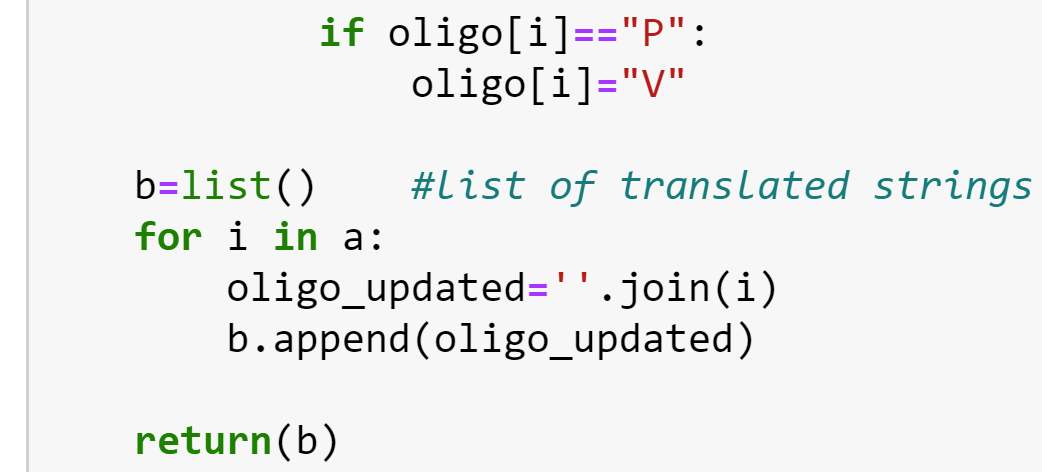 if oligo[i]=="P":
oligo[i]="V"
b=list()    #list of translated strings
for i in a:
oligo_updated=''.join(i)
b.append(oligo_updated)
return(b)